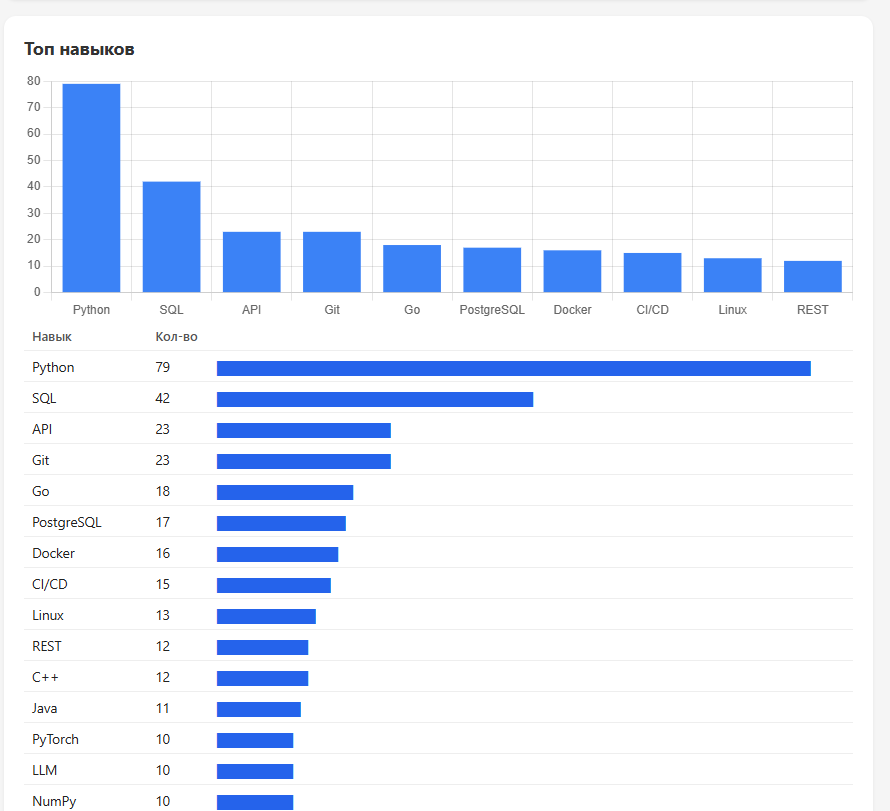 Топ навыков
80
70
60
50
40
30
20
10
0
Python SQL API Git Go PostgreSQL Docker CI/CD Linux REST
Навык Кол-во
Python 79
SQL 42
API 23
Git 23
Go 18
PostgreSQL 17
Docker 16
CI/CD 15
Linux 13
REST 12
C++ 12
Java 11
PyTorch 10
LLM 10
NumPy 10